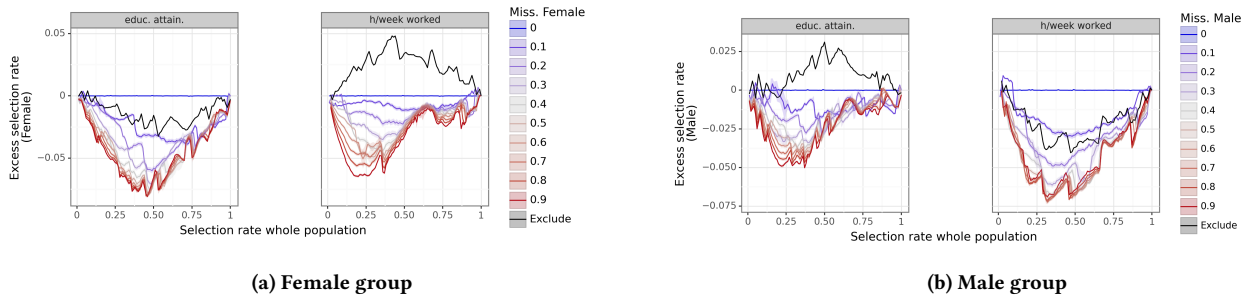 educ. attain.
h/week worked
Excess selection rate
(Female)
0.05
0
−0.05
0 0.25 0.50 0.75 1
0 0.25 0.50 0.75 1
Selection rate whole population
Miss. Female
0
0.1
0.2
0.3
0.4
0.5
0.6
0.7
0.8
0.9
Exclude
(a) Female group
educ. attain.
h/week worked
Excess selection rate
(Male)
0.025
0
−0.025
−0.050
−0.075
0 0.25 0.50 0.75 1
0 0.25 0.50 0.75 1
Selection rate whole population
Miss. Male
0
0.1
0.2
0.3
0.4
0.5
0.6
0.7
0.8
0.9
Exclude
(b) Male group